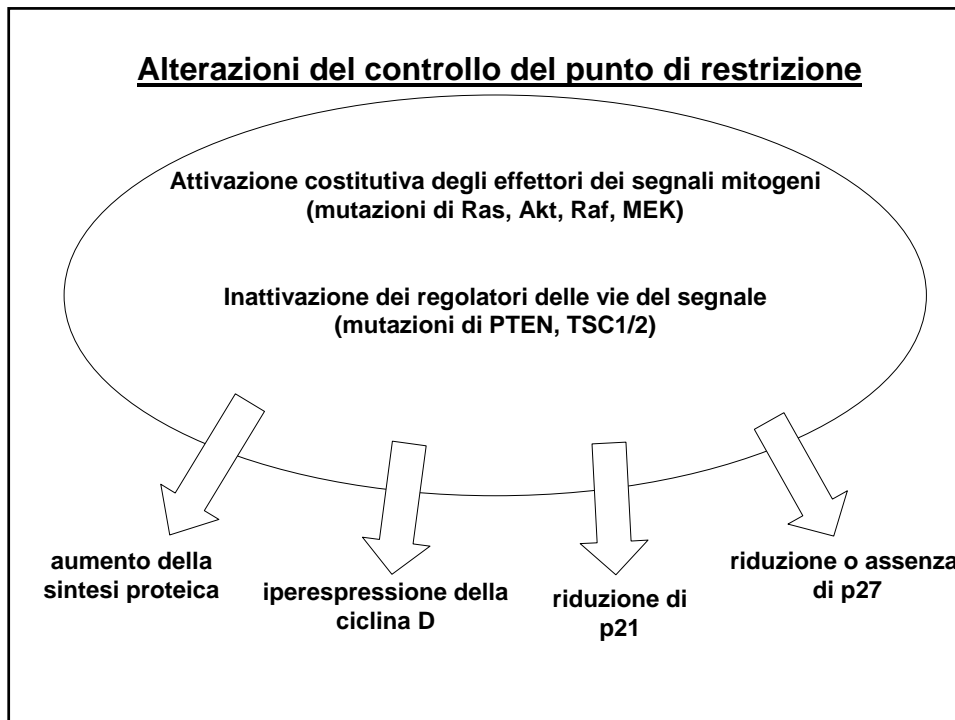 Alterazioni del controllo del punto di restrizione
Attivazione costitutiva degli effettori dei segnali mitogeni
(mutazioni di Ras, Akt, Raf, MEK)
Inattivazione dei regolatori delle vie del segnale
(mutazioni di PTEN, TSC1/2)
aumento della
sintesi proteica
iperespressione della
ciclina D
riduzione di
p21
riduzione o assenza
di p27